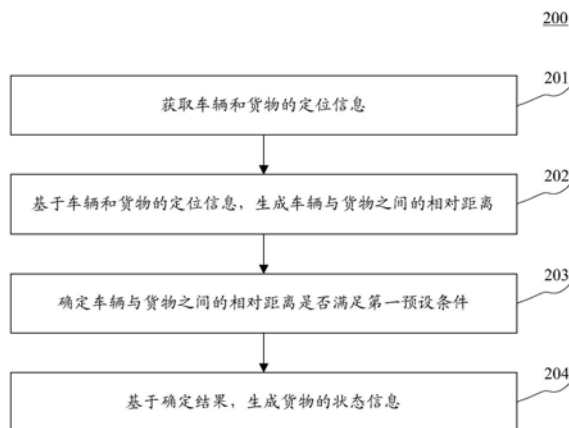 200
201
获取车辆和货物的定位信息
202
基于车辆和货物的定位信息，生成车辆与货物之间的相对距离
203
确定车辆与货物之间的相对距离是否满足第一预设条件
204
基于确定结果，生成货物的状态信息